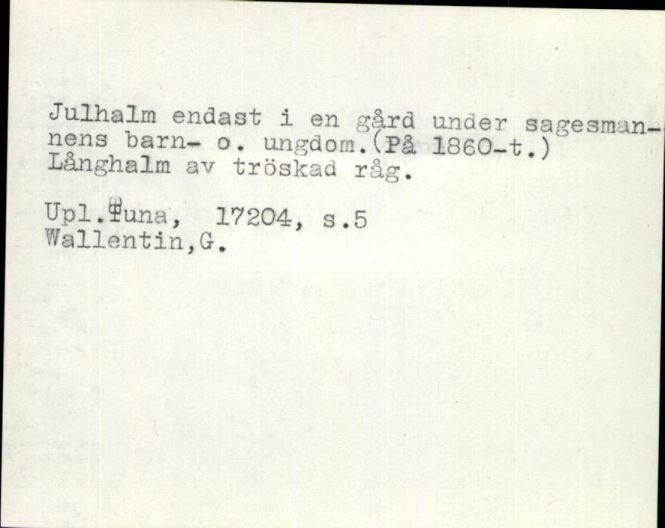 Julhalm endast i en gård under sagesman-
nens barn- o. ungdom.(På 1860-t.)
Långhalm av tröskad råg.
Upl.Tuna, 17204, s.5
Wallentin,G.